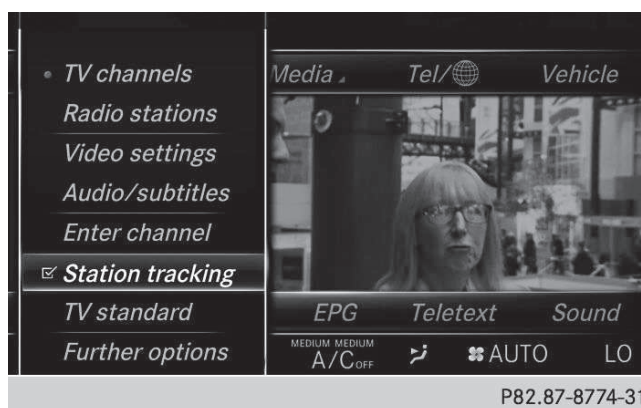 TV channels
Media Tel/ Vehicle
Radio stations
Video settings
Audio/subtitles
Enter channel
Station tracking
TV standard
EPG Teletext Sound
Further options
MEDIUM MEDIUM
A/C OFF AUTO LO
P82.87-8774-31